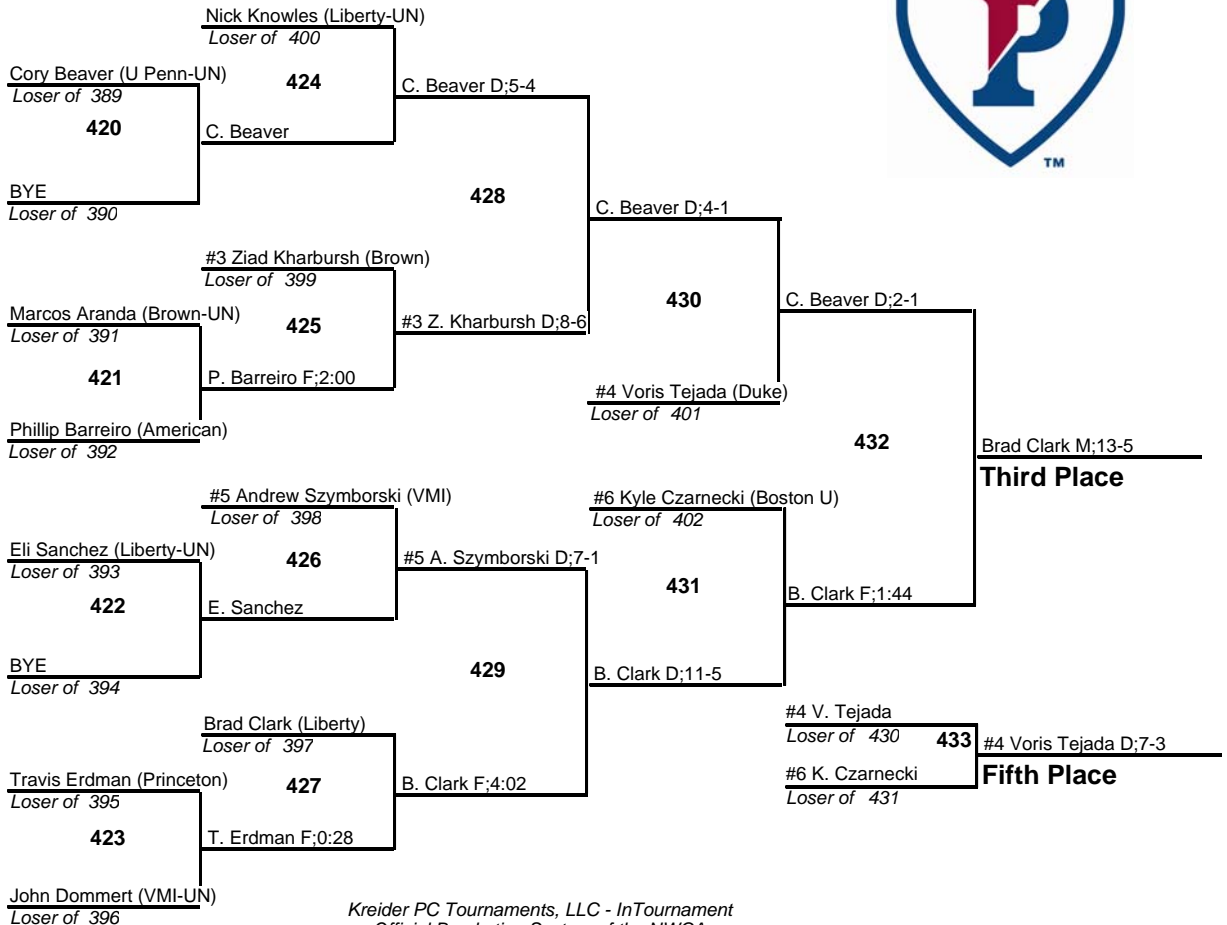 Nick Knowles (Liberty-UN)
Loser of 400
Cory Beaver (U Penn-UN)
Loser of 389
424
C. Beaver D;5-4
420
C. Beaver
BYE
Loser of 390
428
C. Beaver D;4-1
#3 Ziad Kharbursh (Brown)
Loser of 399
Marcos Aranda (Brown-UN)
Loser of 391
425
#3 Z. Kharbursh D;8-6
430
C. Beaver D;2-1
421
P. Barreiro F;2:00
#4 Voris Tejada (Duke)
Loser of 401
Phillip Barreiro (American)
Loser of 392
432
Brad Clark M;13-5
Third Place
#5 Andrew Szymborski (VMI)
Loser of 398
#6 Kyle Czarnecki (Boston U)
Loser of 402
Eli Sanchez (Liberty-UN)
Loser of 393
426
#5 A. Szymborski D;7-1
431
B. Clark F;1:44
422
E. Sanchez
BYE
Loser of 394
429
B. Clark D;11-5
Brad Clark (Liberty)
Loser of 397
#4 V. Tejada
Loser of 430
433
#4 Voris Tejada D;7-3
Fifth Place
#6 K. Czarnecki
Loser of 431
Travis Erdman (Princeton)
Loser of 395
427
B. Clark F;4:02
423
T. Erdman F;0:28
John Dommert (VMI-UN)
Loser of 396
Kreider PC Tournaments, LLC - InTournament
P
TM